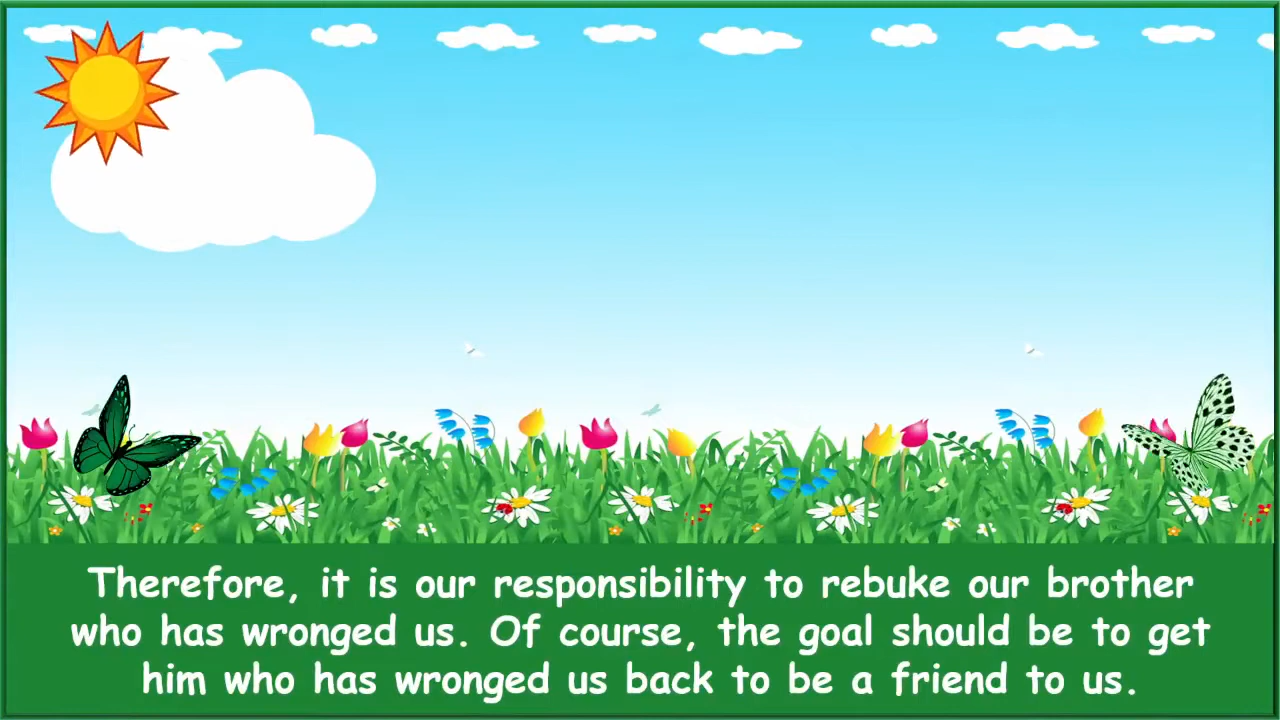 Therefore, it is our responsibility to rebuke our brother
who has wronged us. Of course, the goal should be to get
him who has wronged us back to be a friend to us.